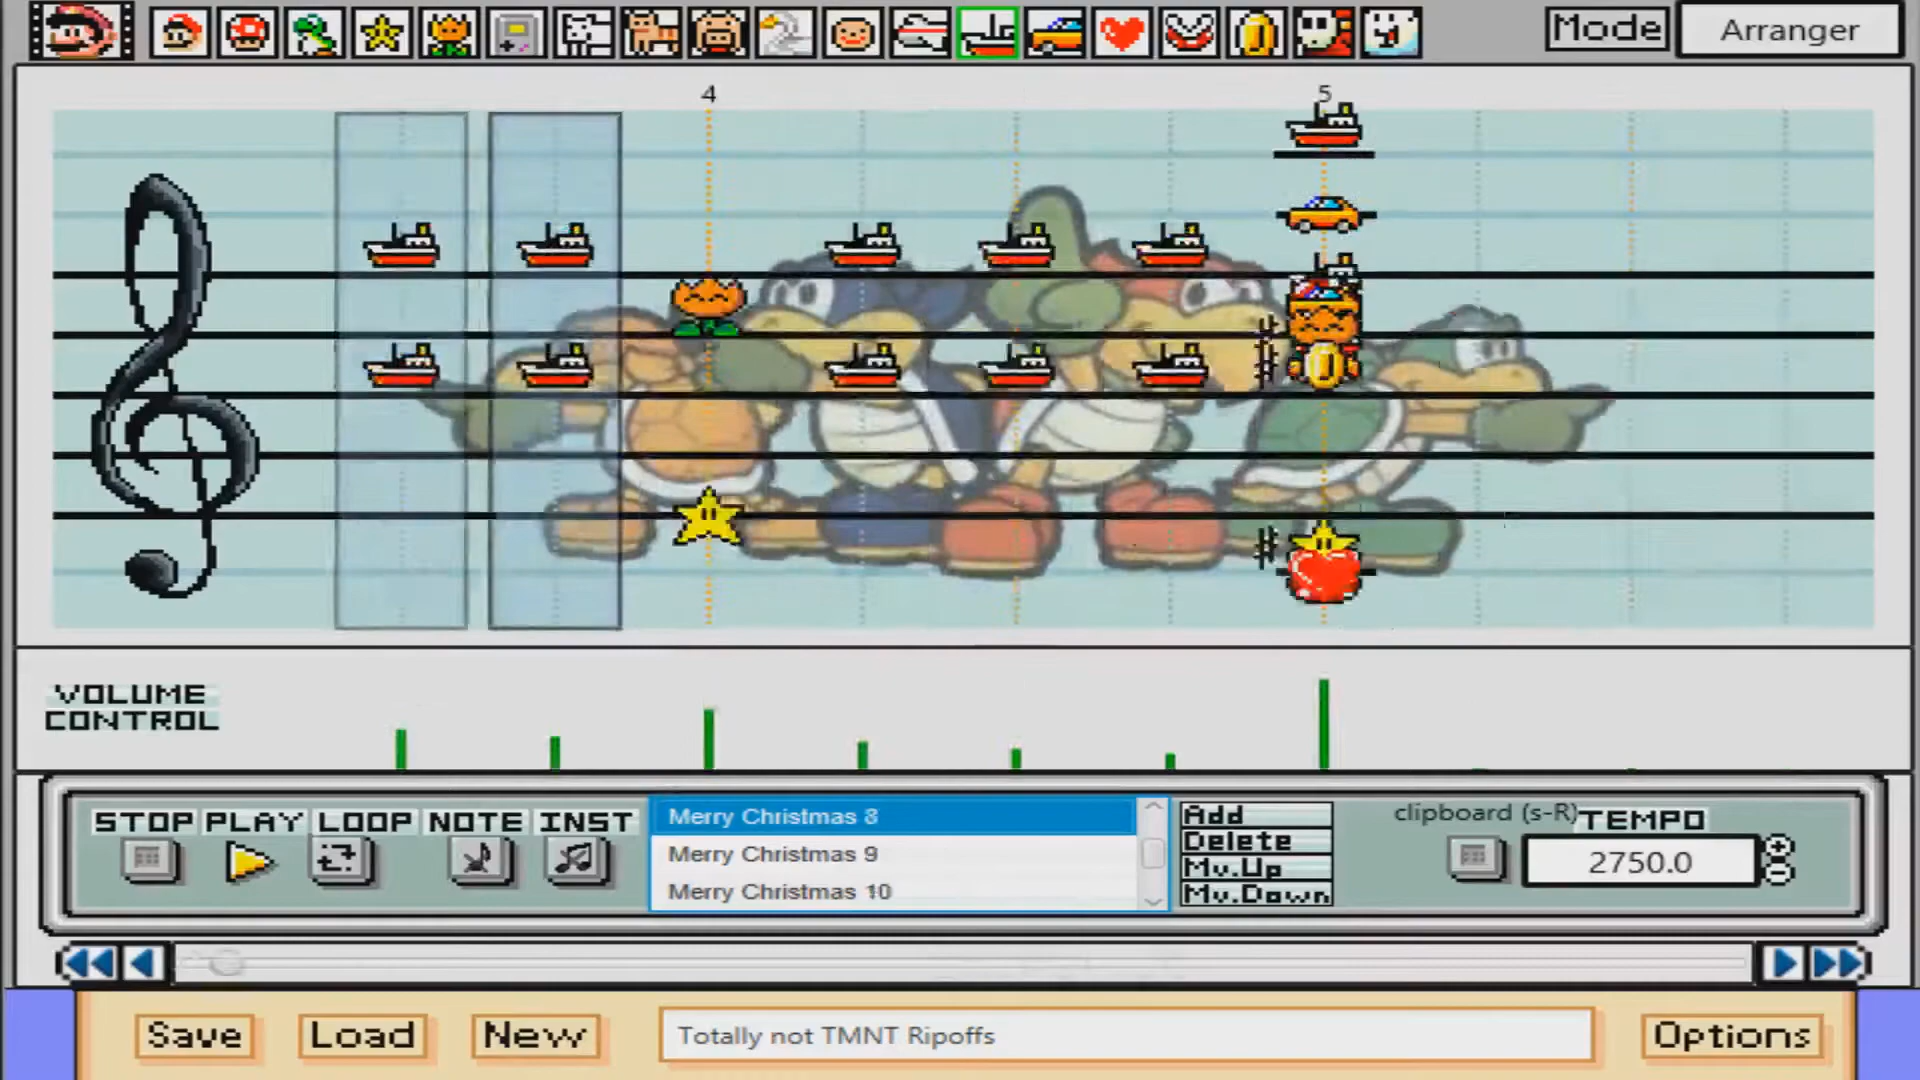 Mode
Arranger
4
5
VOLUME
CONTROL
STOP PLAY LOOP NOTE INST
Merry Christmas 8
Merry Christmas 9
Merry Christmas 10
Add
Delete
Mv.Up
Mv.Down
clipboard (s-R)
TEMPO
2750.0
Save
Load
New
Totally not TMNT Ripoffs
Options